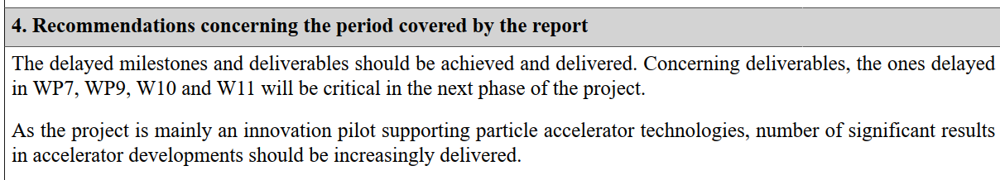 4. Recommendations concerning the period covered by the report
The delayed milestones and deliverables should be achieved and delivered. Concerning deliverables, the ones delayed
in WP7, WP9, W10 and W11 will be critical in the next phase of the project.
As the project is mainly an innovation pilot supporting particle accelerator technologies, number of significant results
in accelerator developments should be increasingly delivered.